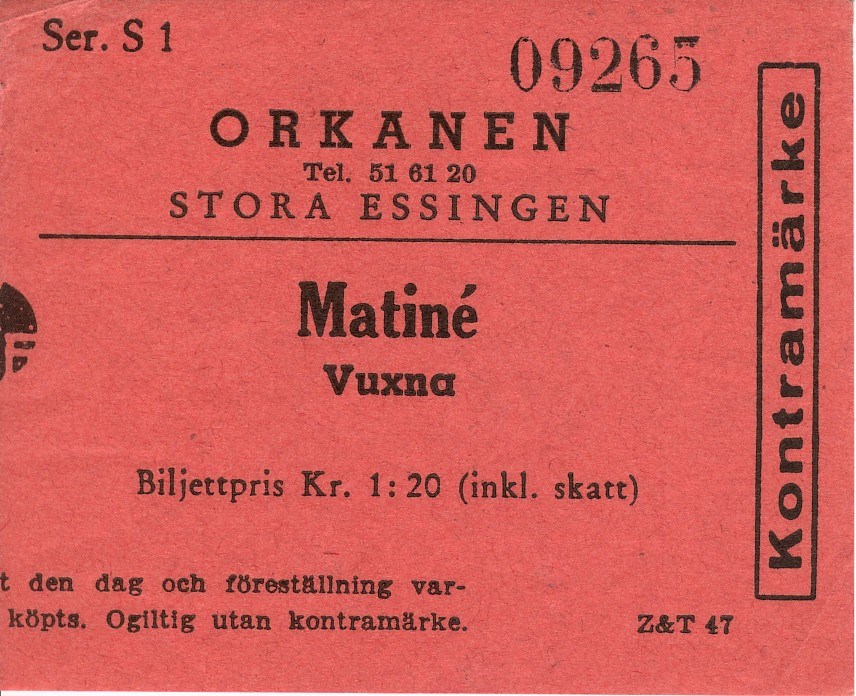 Ser. S 1
09265
ORKANEN
Tel. 51 61 20
STORA ESSINGEN
Matiné
Vuxna
Biljettpris Kr. 1:20 (inkl. skatt)
t den dag och föreställning var-
köpts. Ogiltig utan kontramärke.
Z&T 47
Kontramärke